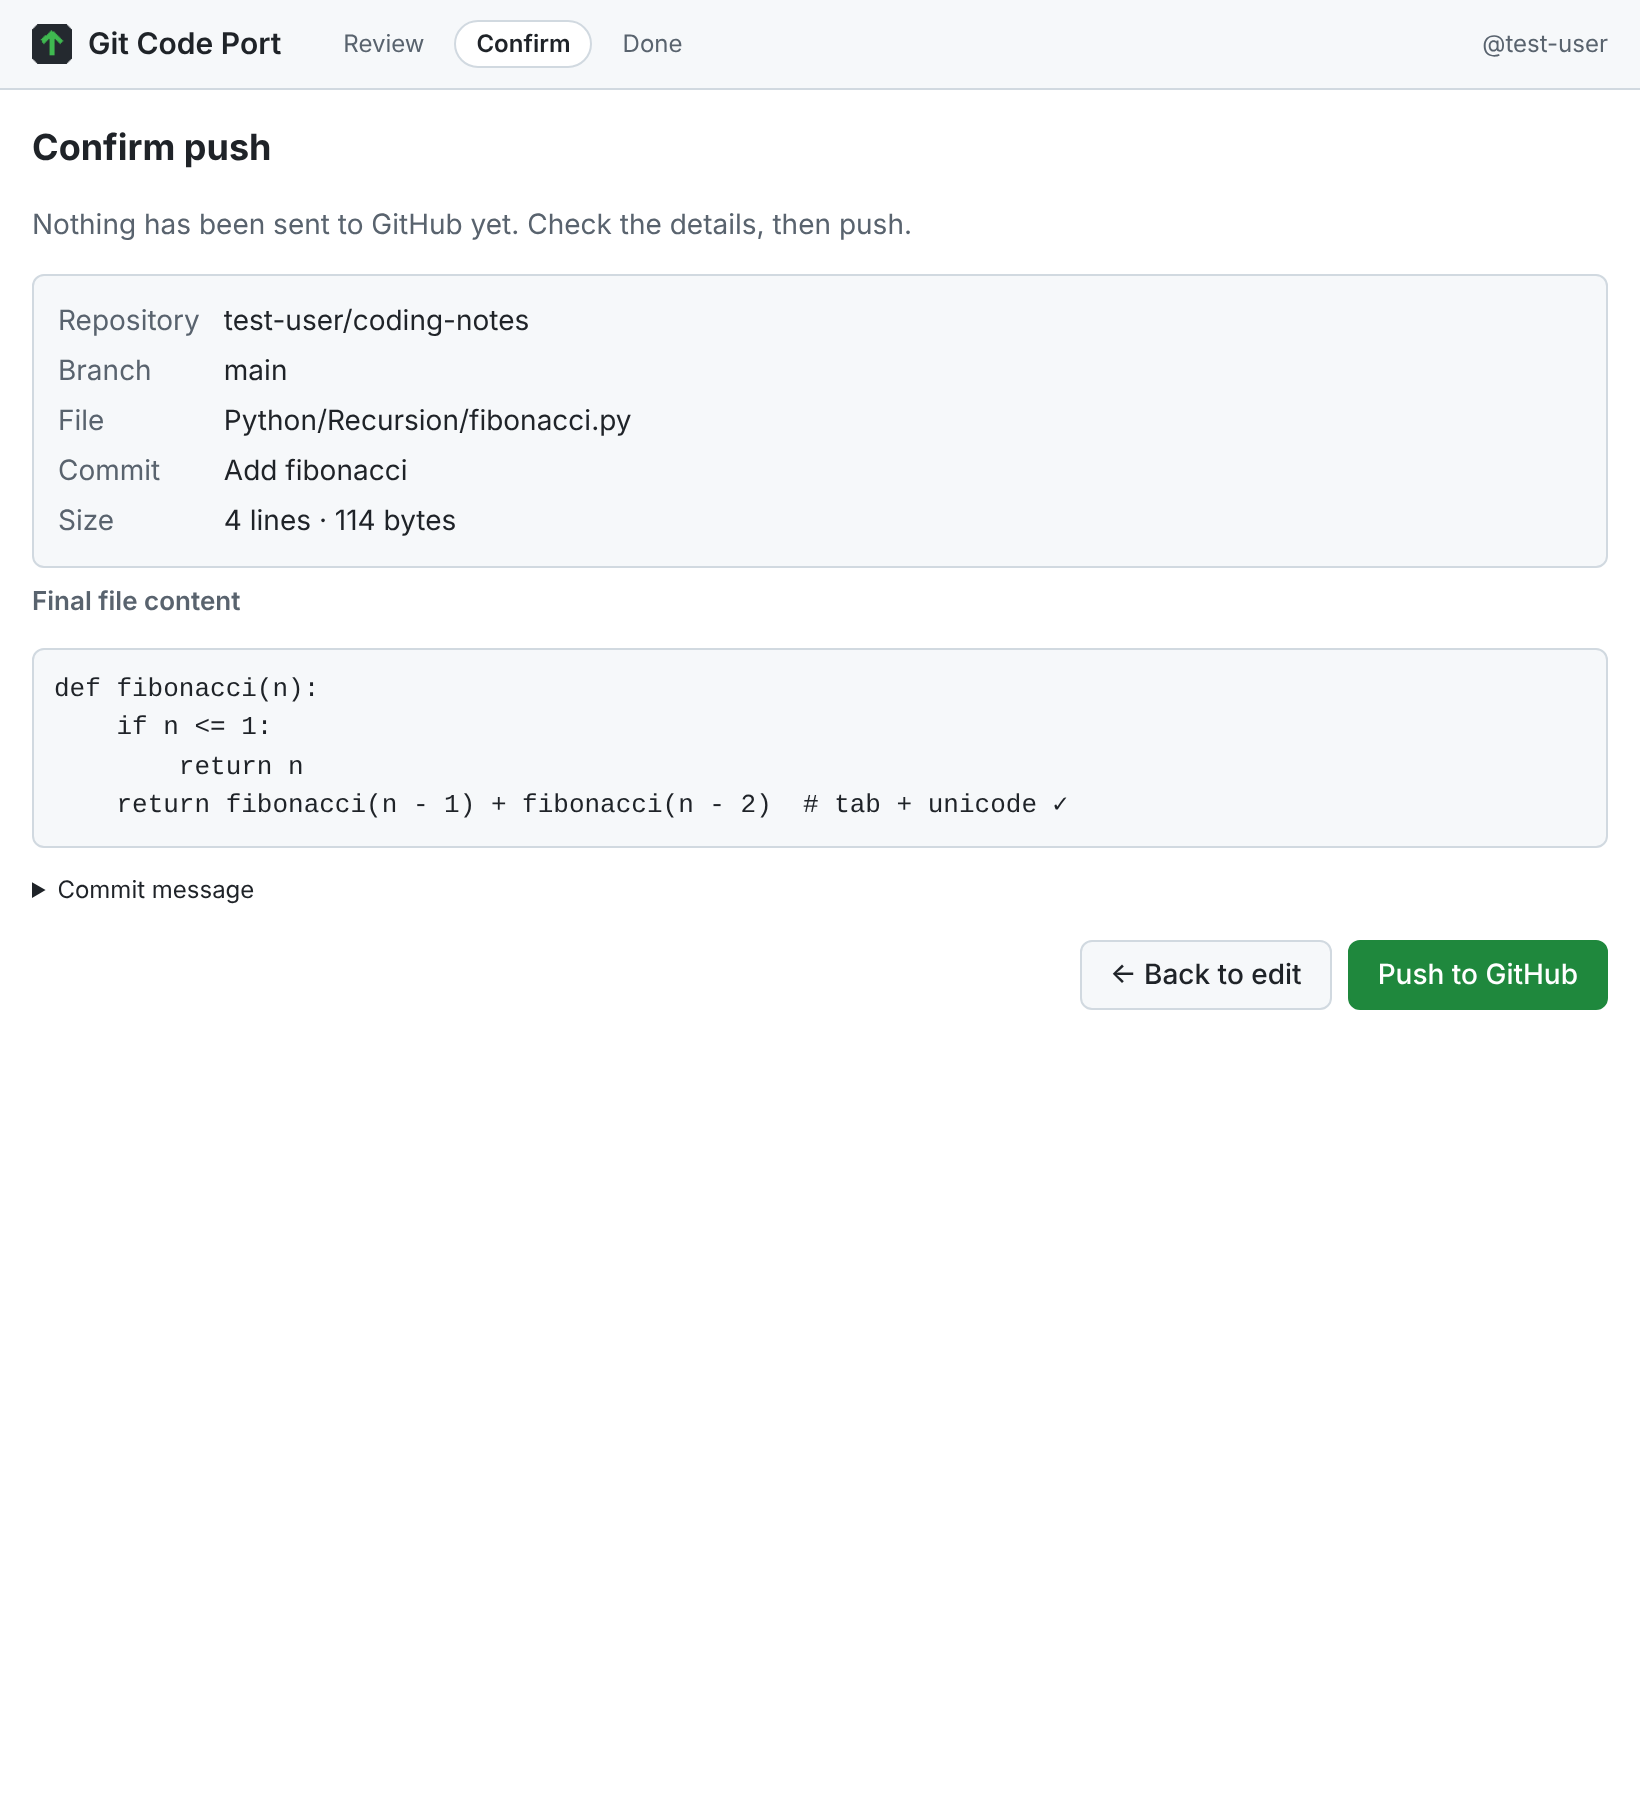 Git Code Port
Review
Confirm
Done
@test-user
Confirm push
Nothing has been sent to GitHub yet. Check the details, then push.
Repository test-user/coding-notes
Branch main
File Python/Recursion/fibonacci.py
Commit Add fibonacci
Size 4 lines · 114 bytes
Final file content
def fibonacci(n):
    if n <= 1:
        return n
    return fibonacci(n - 1) + fibonacci(n - 2)  # tab + unicode ✓
▶ Commit message
← Back to edit
Push to GitHub